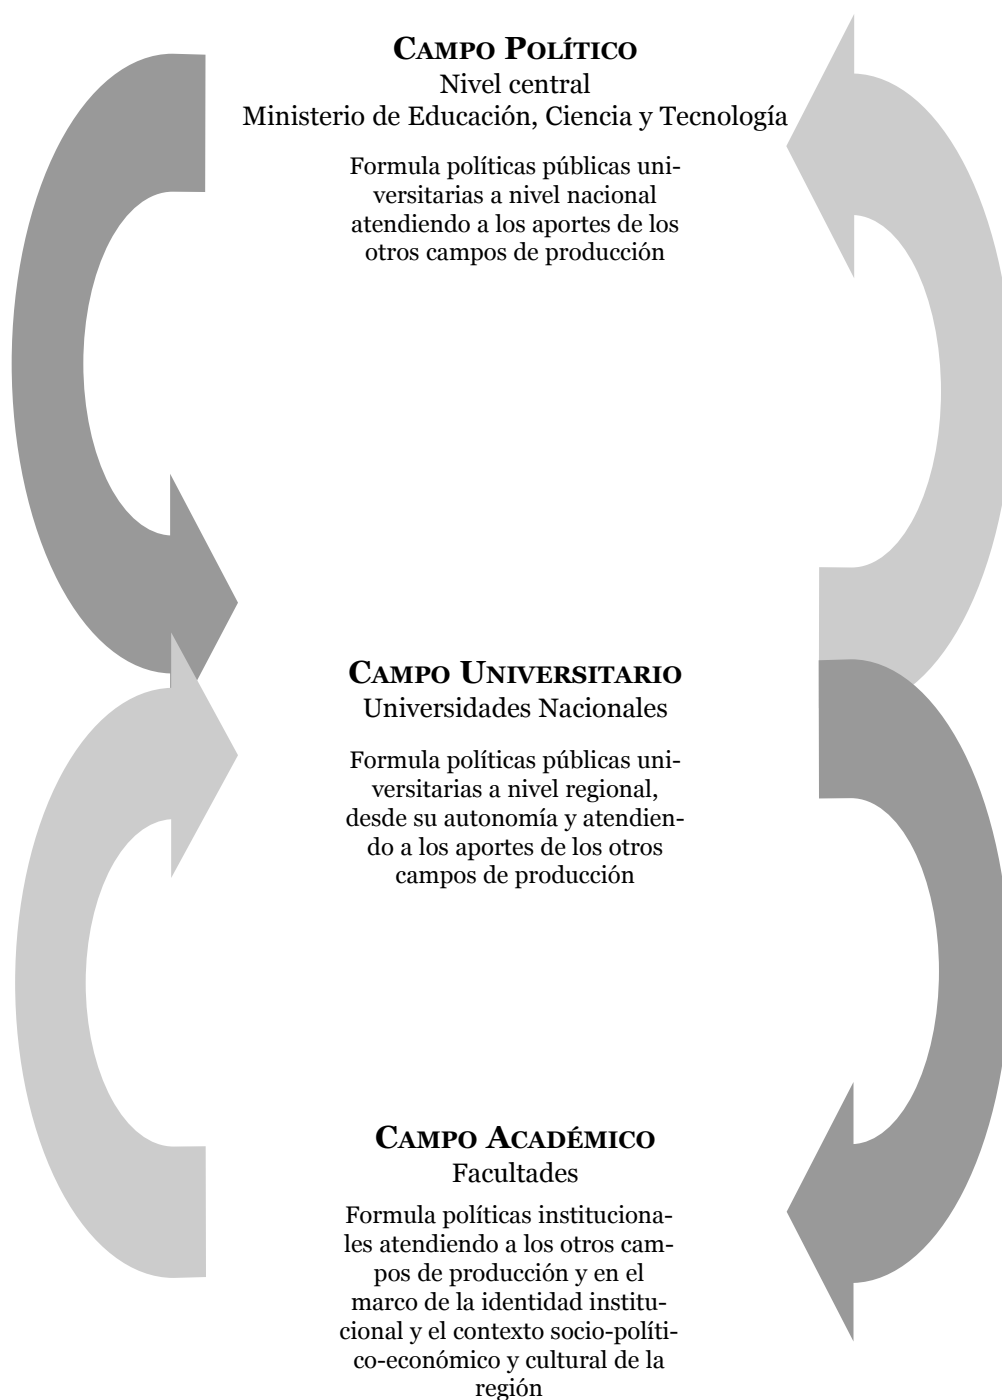 CAMPO POLÍTICO
Nivel central
Ministerio de Educación, Ciencia y Tecnología
Formula políticas públicas uni-
versitarias a nivel nacional
atendiendo a los aportes de los
otros campos de producción
CAMPO UNIVERSITARIO
Universidades Nacionales
Formula políticas públicas uni-
versitarias a nivel regional,
desde su autonomía y atendien-
do a los aportes de los otros
campos de producción
CAMPO ACADÉMICO
Facultades
Formula políticas instituciona-
les atendiendo a los otros cam-
pos de producción y en el
marco de la identidad institu-
cional y el contexto socio-políti-
co-económico y cultural de la
región